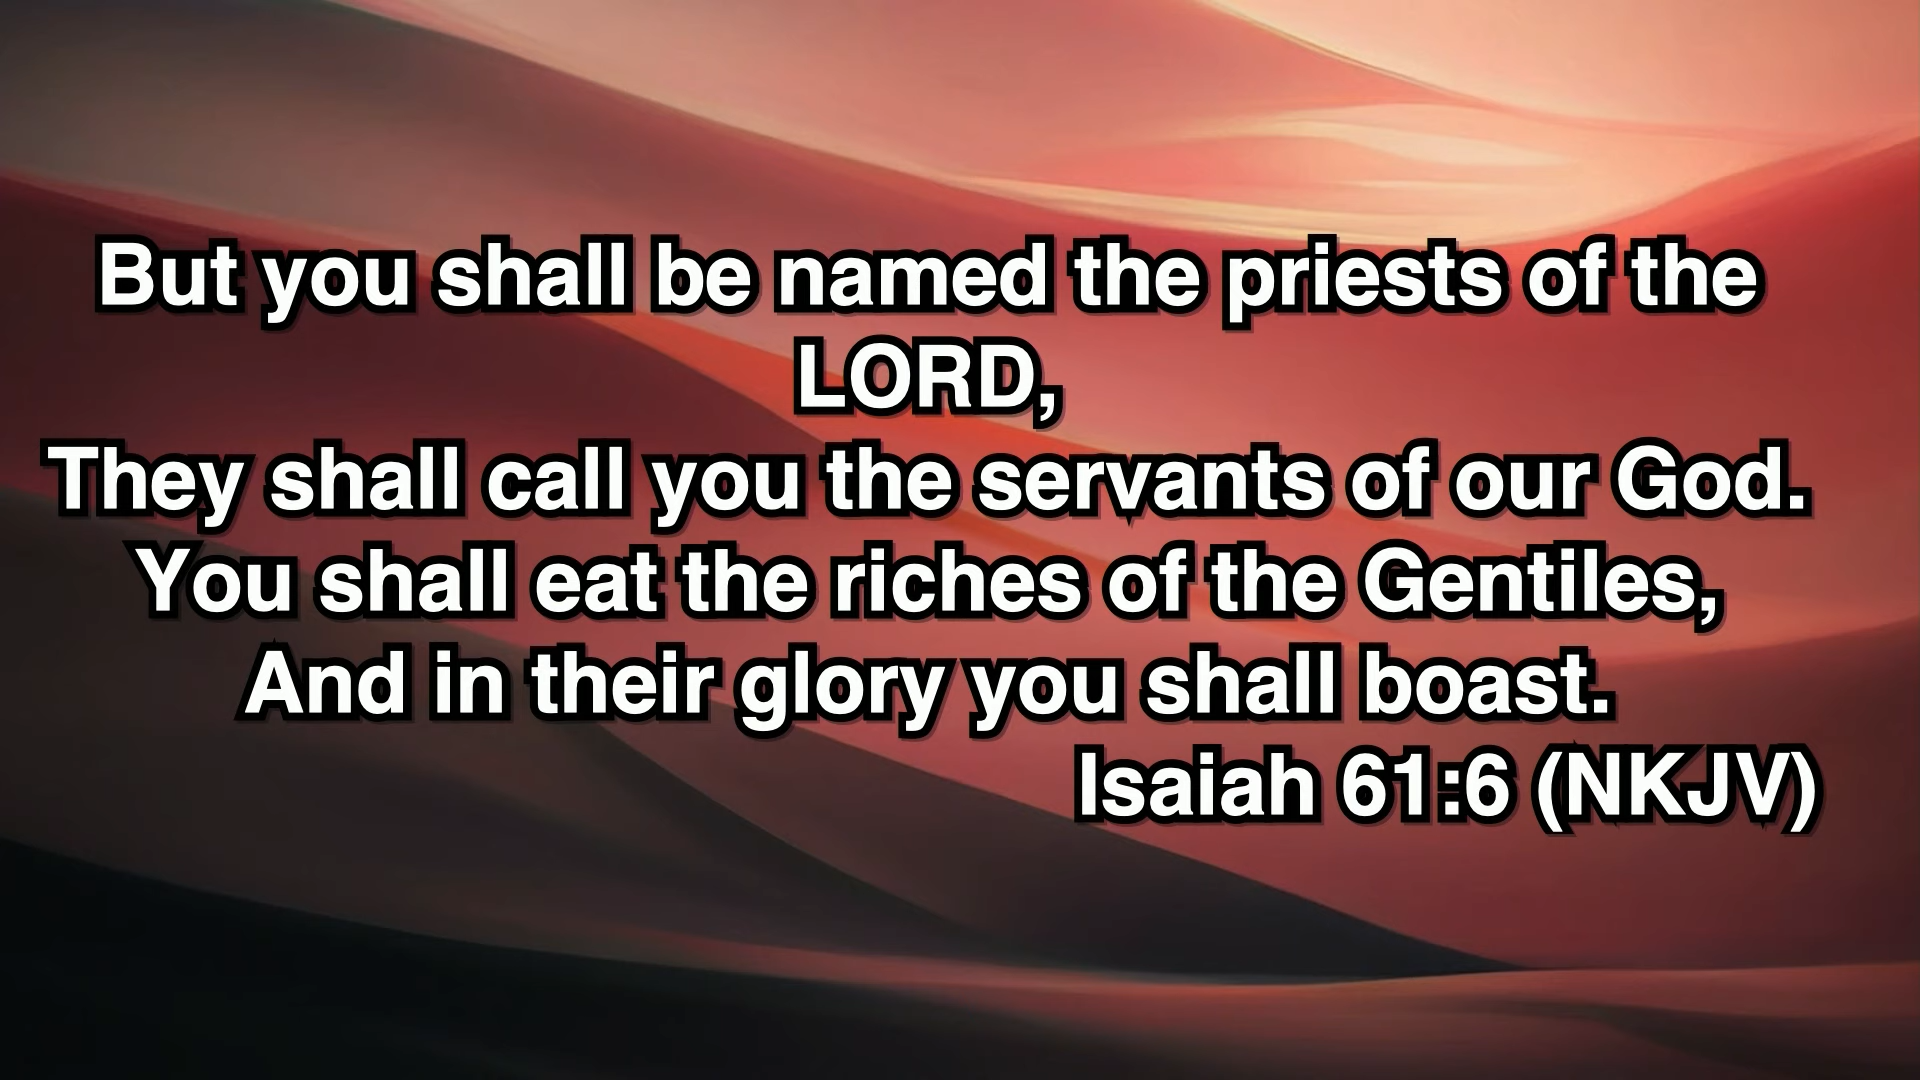 But you shall be named the priests of the
LORD,
They shall call you the servants of our God.
You shall eat the riches of the Gentiles,
And in their glory you shall boast.
Isaiah 61:6 (NKJV)